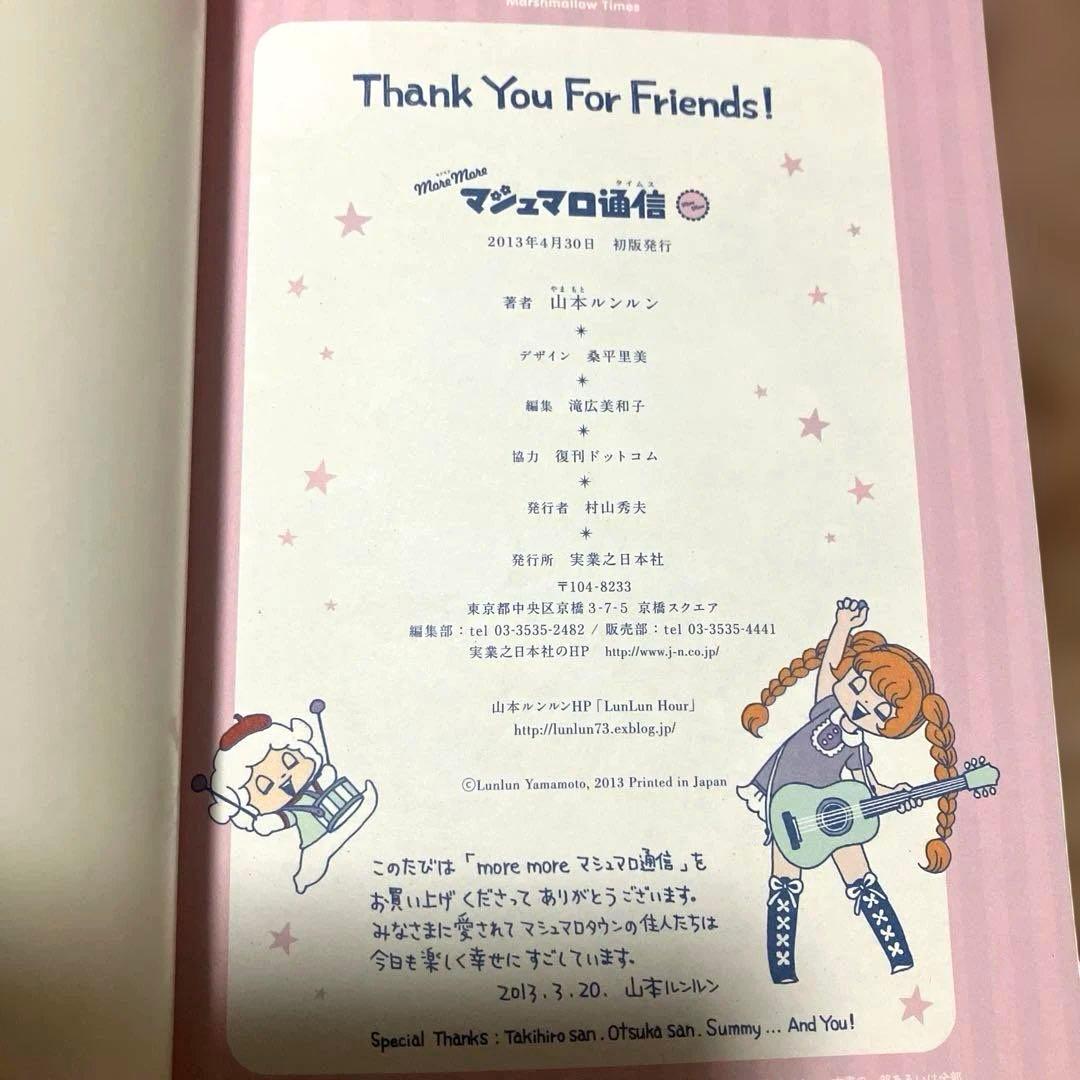 Marshmallow Times
Thank You For Friends!
モアモア
More More
タイムス
マシュマロ通信
2013年4月30日 初版発行
やま もと
著者 山本ルンルン
デザイン 桑平里美
編集 滝広美和子
協力 復刊ドットコム
発行者 村山秀夫
発行所 実業之日本社
〒104-8233
東京都中央区京橋3-7-5 京橋スクエア
編集部：tel 03-3535-2482 / 販売部：tel 03-3535-4441
実業之日本社のHP http://www.j-n.co.jp/
山本ルンルンHP「LunLun Hour」
http://lunlun73.exblog.jp/
©Lunlun Yamamoto, 2013 Printed in Japan
このたびは「more more マシュマロ通信」を
お買い上げくださってありがとうございます。
みなさまに愛されてマシュマロタウンの住人たちは
今日も楽しく幸せにすごしています。
2013.3.20. 山本ルンルン
Special Thanks : Takihiro san. Otsuka san. Summy... And You!